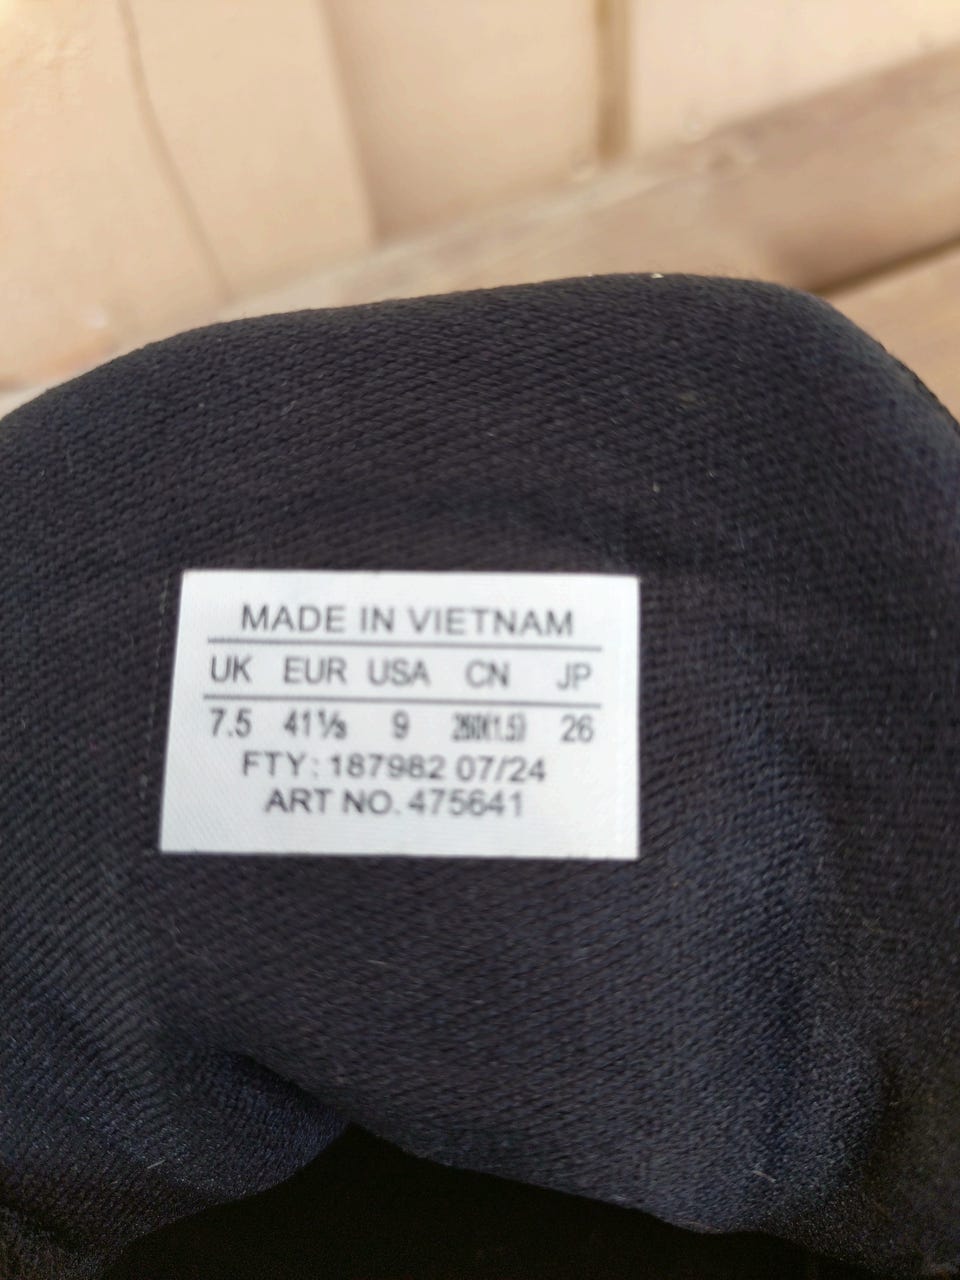 MADE IN VIETNAM
UK EUR USA CN JP
7.5 41⅓ 9 260(1.5) 26
FTY: 187982 07/24
ART NO. 475641